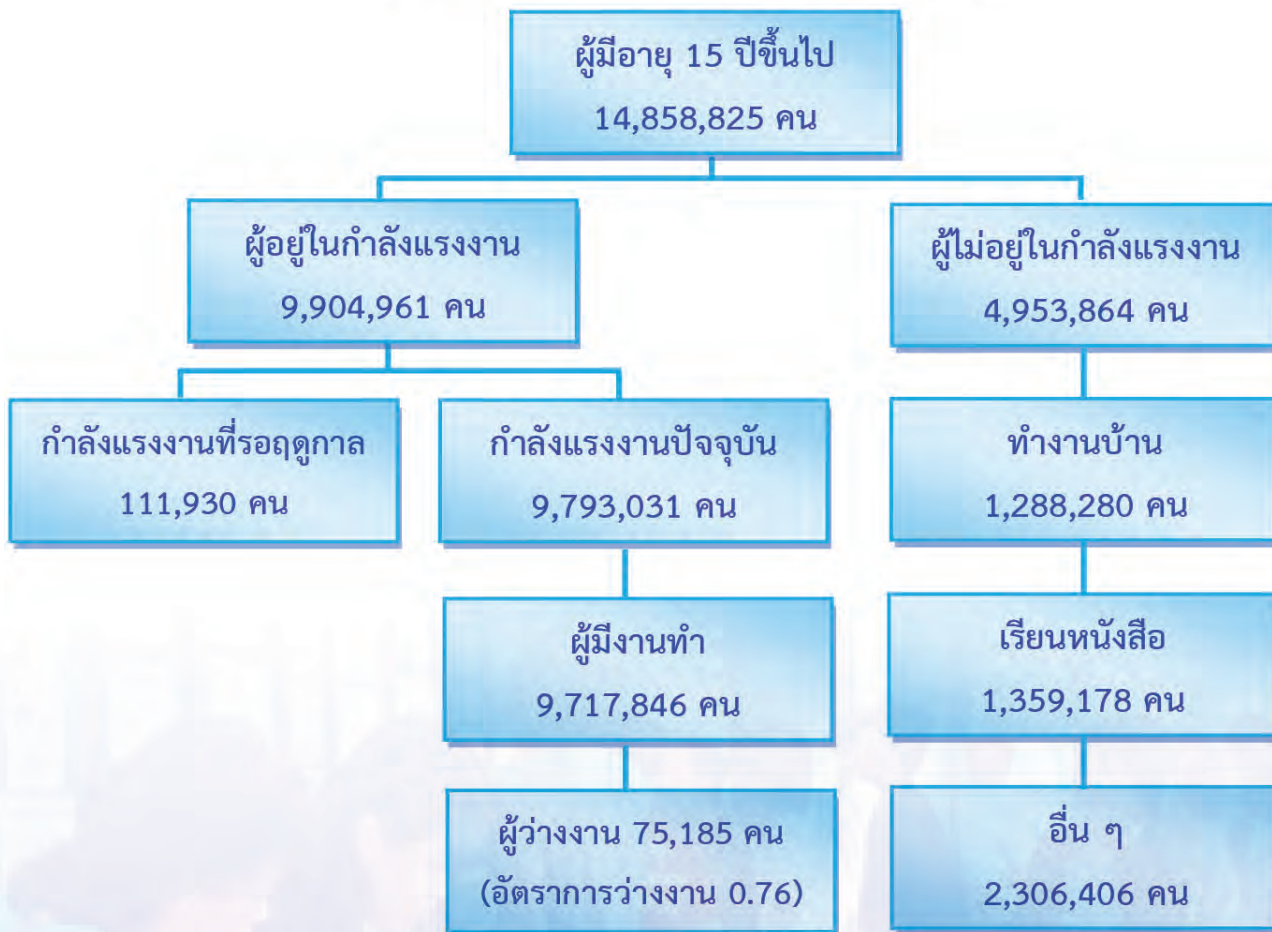 ผู้มีอายุ 15 ปีขึ้นไป
14,858,825 คน
ผู้อยู่ในกำลังแรงงาน
9,904,961 คน
ผู้ไม่อยู่ในกำลังแรงงาน
4,953,864 คน
กำลังแรงงานที่รอฤดูกาล
111,930 คน
กำลังแรงงานปัจจุบัน
9,793,031 คน
ทำงานบ้าน
1,288,280 คน
ผู้มีงานทำ
9,717,846 คน
เรียนหนังสือ
1,359,178 คน
ผู้ว่างงาน 75,185 คน
(อัตราการว่างงาน 0.76)
อื่น ๆ
2,306,406 คน